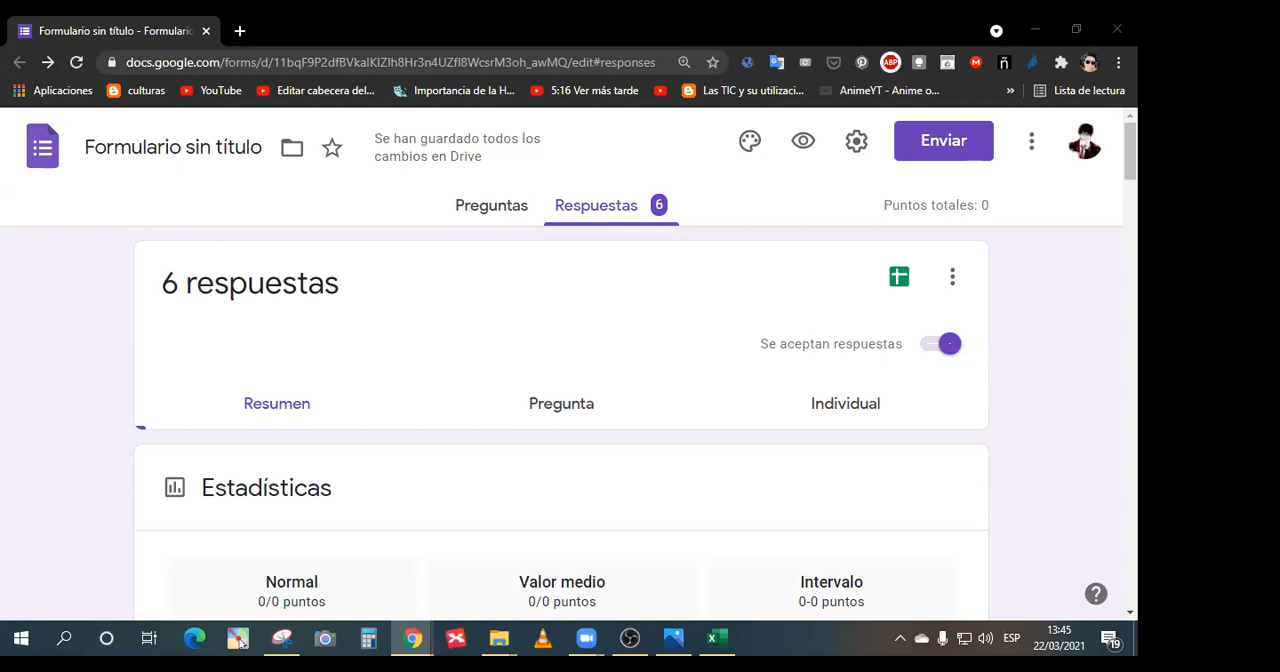 Formulario sin título - Formulario
docs.google.com/forms/d/11bqF9P2dfBVkalKIZIh8Hr3n4UZfl8WcsrM3oh_awMQ/edit#responses
Aplicaciones culturas YouTube Editar cabecera del... Importancia de la H... 5:16 Ver más tarde Las TIC y su utilizaci... AnimeYT - Anime o... » Lista de lectura
Formulario sin título
Se han guardado todos los
cambios en Drive
Enviar
Preguntas Respuestas 6 Puntos totales: 0
6 respuestas
Se aceptan respuestas
Resumen Pregunta Individual
Estadísticas
Normal Valor medio Intervalo
0/0 puntos 0/0 puntos 0-0 puntos
ESP
13:45
22/03/2021
19
ABP
ñ